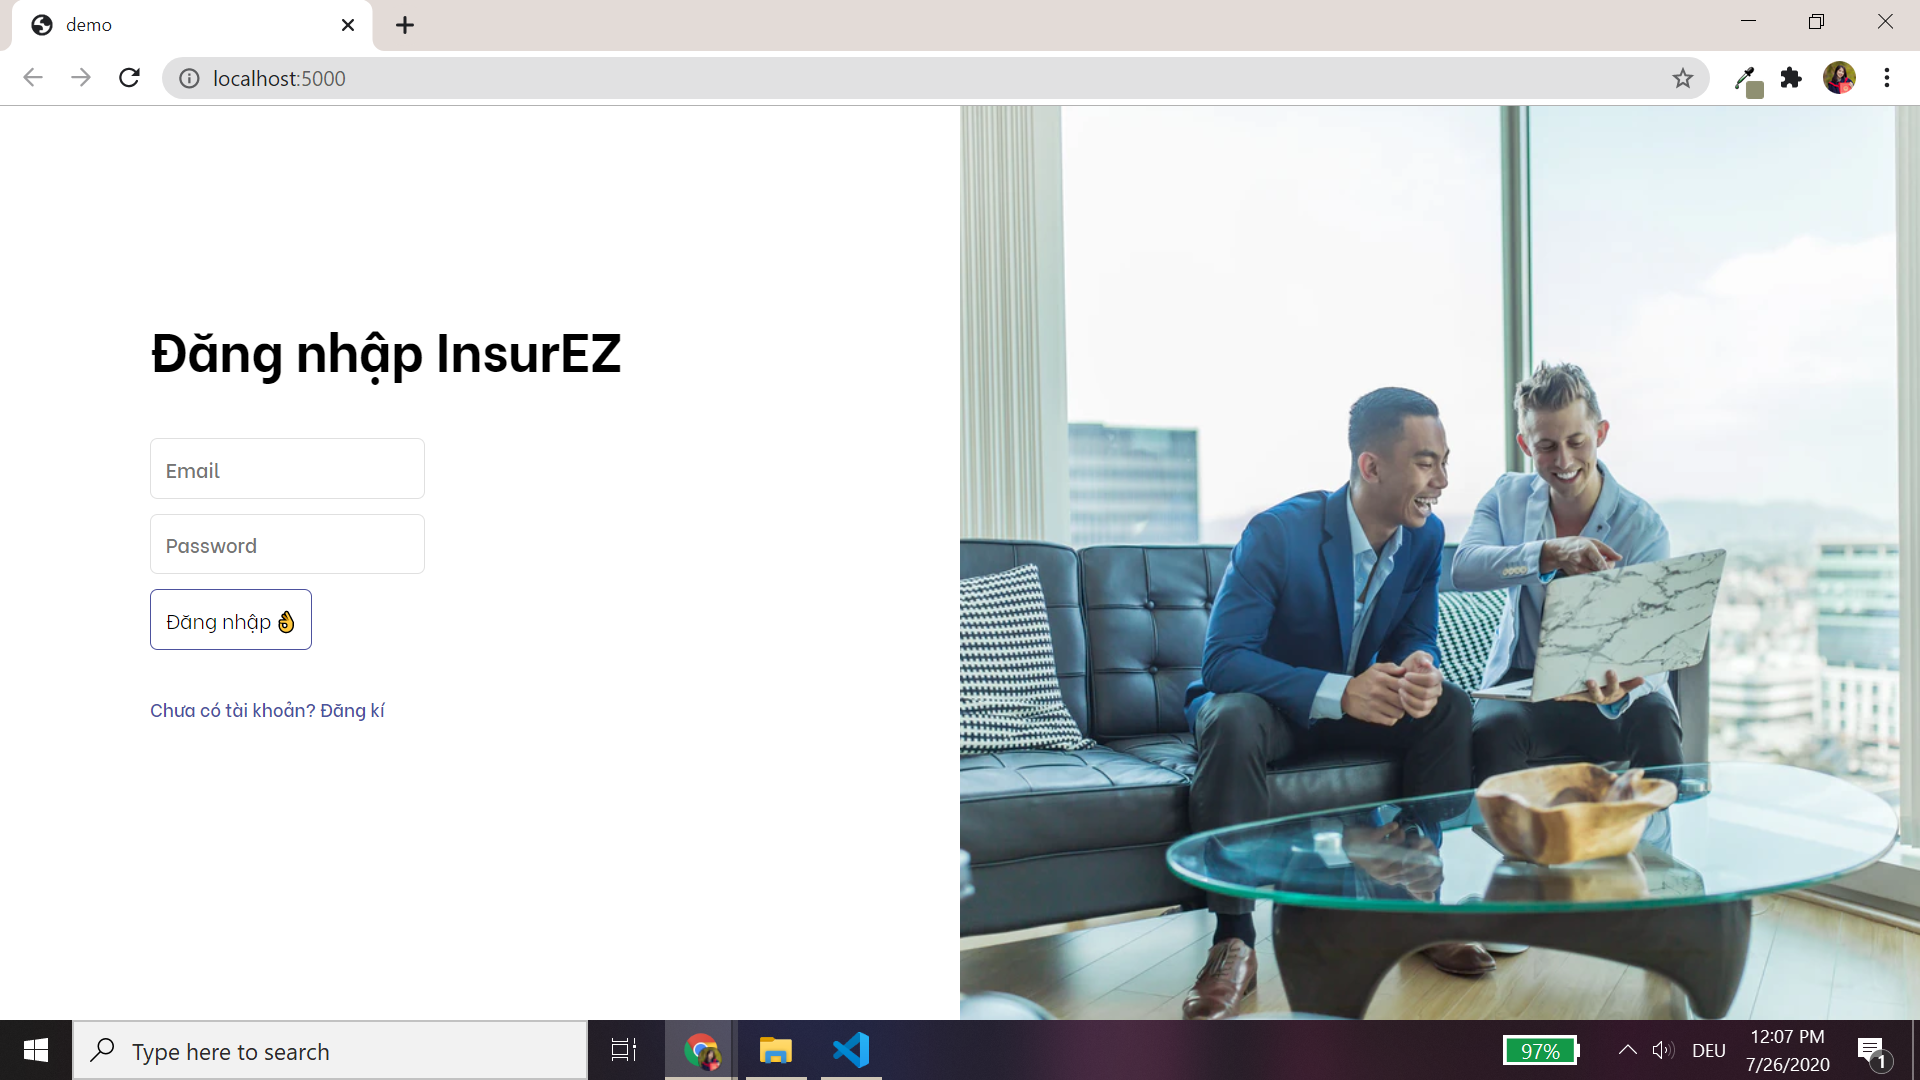 demo
localhost:5000
Đăng nhập InsurEZ
Email
Password
Đăng nhập 👌
Chưa có tài khoản? Đăng kí
Type here to search
97%
DEU
12:07 PM
7/26/2020
1